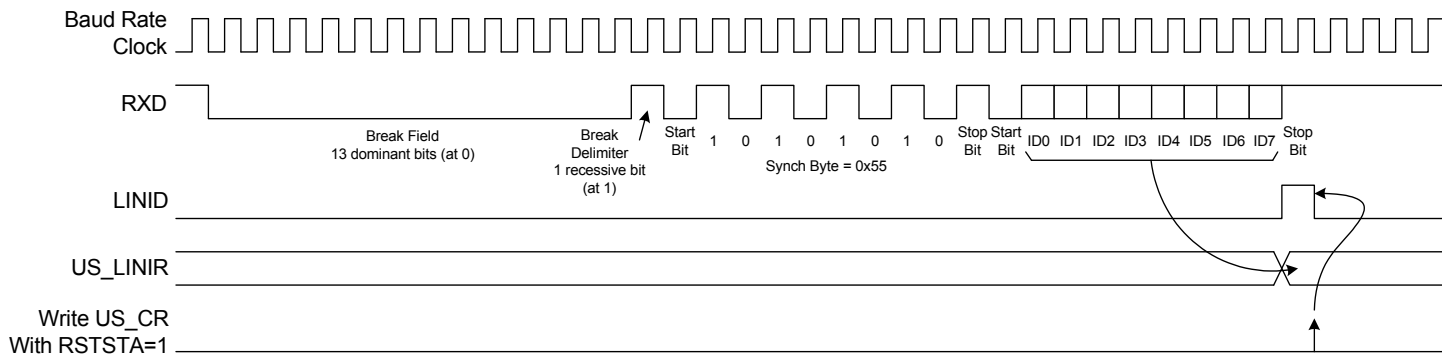 Baud Rate
Clock
RXD
Break Field
13 dominant bits (at 0)
Break
Delimiter
1 recessive bit
(at 1)
Start
Bit
1 0 1 0 1 0 1 0
Stop
Bit
Start
Bit
ID0 ID1 ID2 ID3 ID4 ID5 ID6 ID7
Stop
Bit
Synch Byte = 0x55
LINID
US_LINIR
Write US_CR
With RSTSTA=1